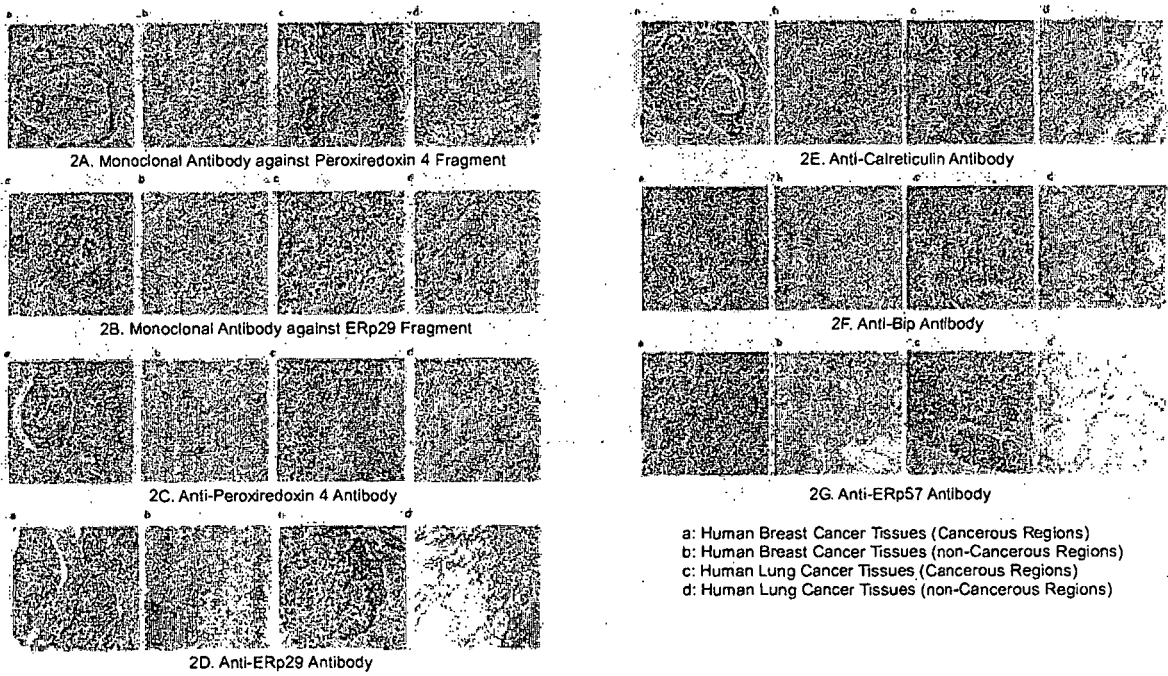 a b c d
2A. Monoclonal Antibody against Peroxiredoxin 4 Fragment
b c
2B. Monoclonal Antibody against ERp29 Fragment
b c d
2C. Anti-Peroxiredoxin 4 Antibody
a b d
2D. Anti-ERp29 Antibody
d
2E. Anti-Calreticulin Antibody
d
2F. Anti-Bip Antibody
a b c d
2G. Anti-ERp57 Antibody
a: Human Breast Cancer Tissues (Cancerous Regions)
b: Human Breast Cancer Tissues (non-Cancerous Regions)
c: Human Lung Cancer Tissues (Cancerous Regions)
d: Human Lung Cancer Tissues (non-Cancerous Regions)